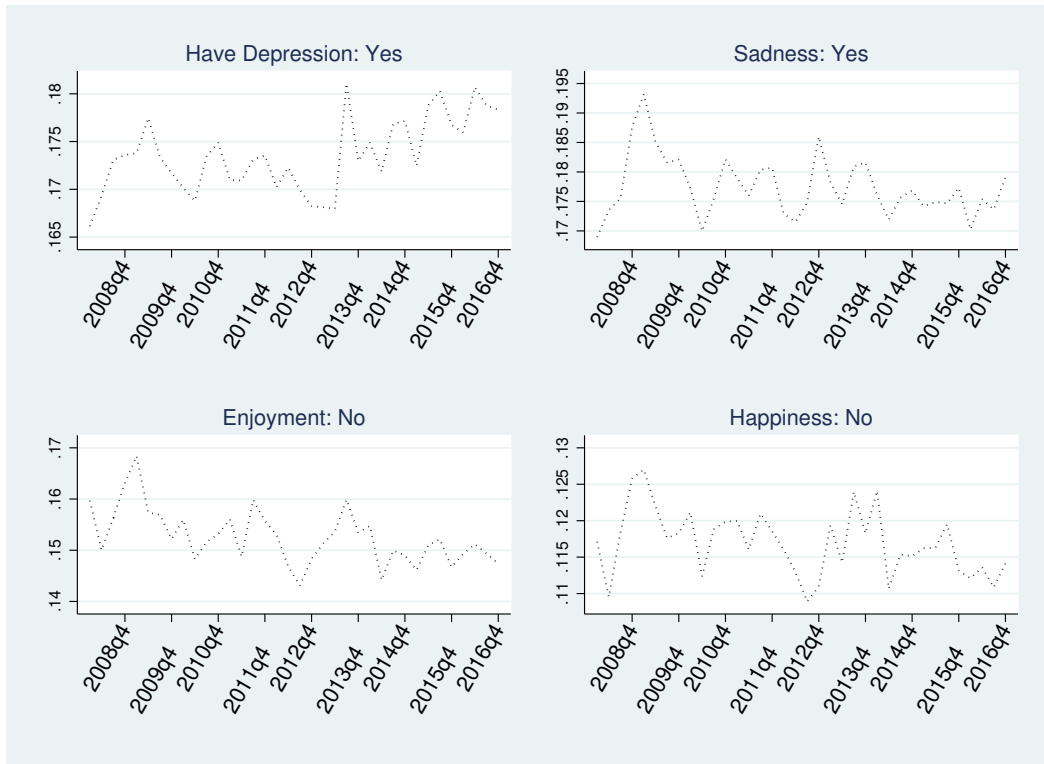 Have Depression: Yes
.18
.175
.17
.165
2008q4
2009q4
2010q4
2011q4
2012q4
2013q4
2014q4
2015q4
2016q4
Sadness: Yes
.195
.19
.185
.18
.175
.17
2008q4
2009q4
2010q4
2011q4
2012q4
2013q4
2014q4
2015q4
2016q4
Enjoyment: No
.17
.16
.15
.14
2008q4
2009q4
2010q4
2011q4
2012q4
2013q4
2014q4
2015q4
2016q4
Happiness: No
.13
.125
.12
.115
.11
2008q4
2009q4
2010q4
2011q4
2012q4
2013q4
2014q4
2015q4
2016q4